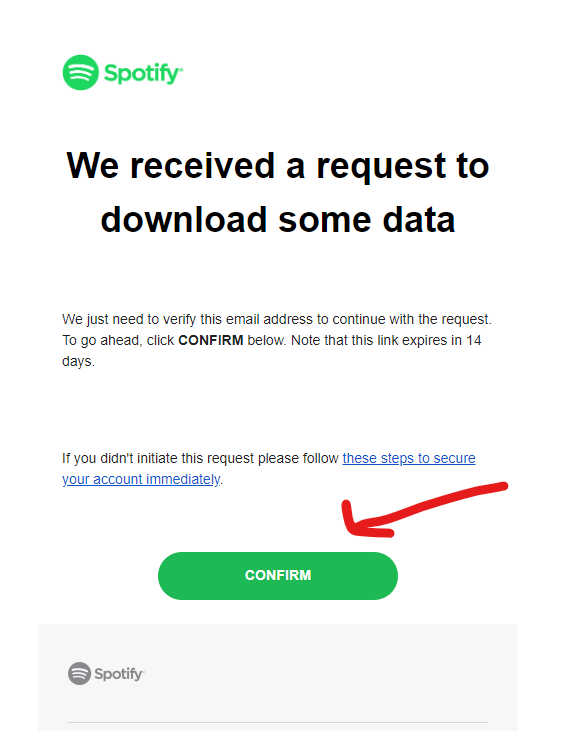 Spotify
We received a request to
download some data
We just need to verify this email address to continue with the request.
To go ahead, click CONFIRM below. Note that this link expires in 14
days.
If you didn't initiate this request please follow these steps to secure
your account immediately.
CONFIRM
Spotify